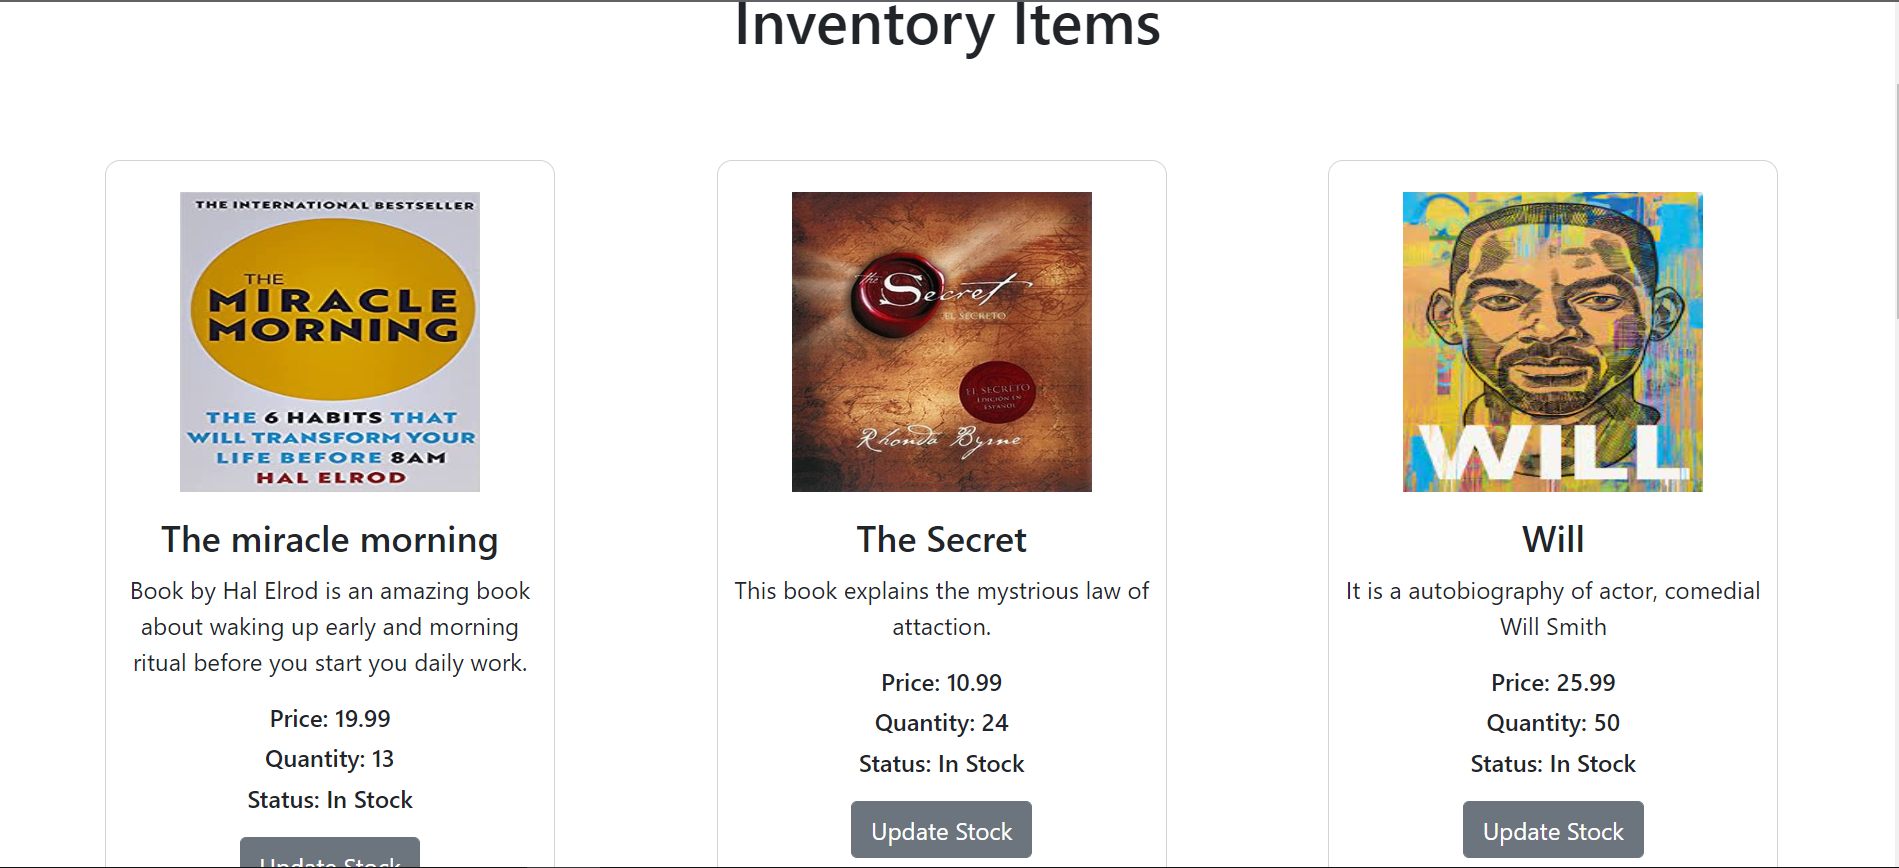 Inventory Items
THE INTERNATIONAL BESTSELLER
THE
MIRACLE
MORNING
THE 6 HABITS THAT
WILL TRANSFORM YOUR
LIFE BEFORE 8AM
HAL ELROD
The miracle morning
Book by Hal Elrod is an amazing book
about waking up early and morning
ritual before you start you daily work.
Price: 19.99
Quantity: 13
Status: In Stock
Update Stock
the Secret
EL SECRETO
EL SECRETO
EDICIÓN EN
ESPAÑOL
Rhonda Byrne
The Secret
This book explains the mystrious law of
attaction.
Price: 10.99
Quantity: 24
Status: In Stock
Update Stock
WILL
Will
It is a autobiography of actor, comedial
Will Smith
Price: 25.99
Quantity: 50
Status: In Stock
Update Stock